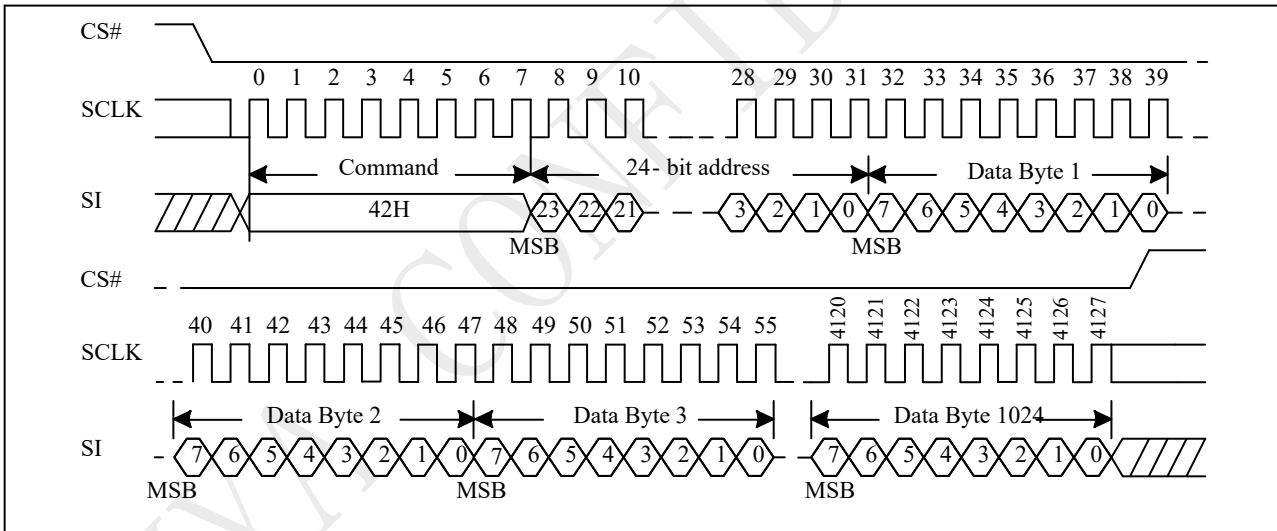 CS#
0 1 2 3 4 5 6 7 8 9 10 28 29 30 31 32 33 34 35 36 37 38 39
SCLK
Command 24- bit address Data Byte 1
SI
42H 23 22 21 3 2 1 0 7 6 5 4 3 2 1 0
MSB MSB
CS#
40 41 42 43 44 45 46 47 48 49 50 51 52 53 54 55 4120 4121 4122 4123 4124 4125 4126 4127
SCLK
Data Byte 2 Data Byte 3 Data Byte 1024
SI
7 6 5 4 3 2 1 0 7 6 5 4 3 2 1 0 7 6 5 4 3 2 1 0
MSB MSB MSB
VA CONFID